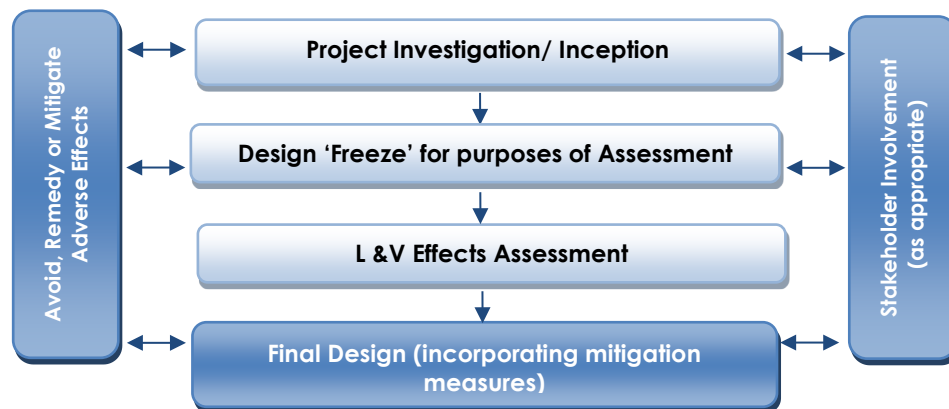 Avoid, Remedy or Mitigate
Adverse Effects
Project Investigation/ Inception
Design ‘Freeze’ for purposes of Assessment
L &V Effects Assessment
Final Design (incorporating mitigation
measures)
Stakeholder Involvement
(as appropriate)